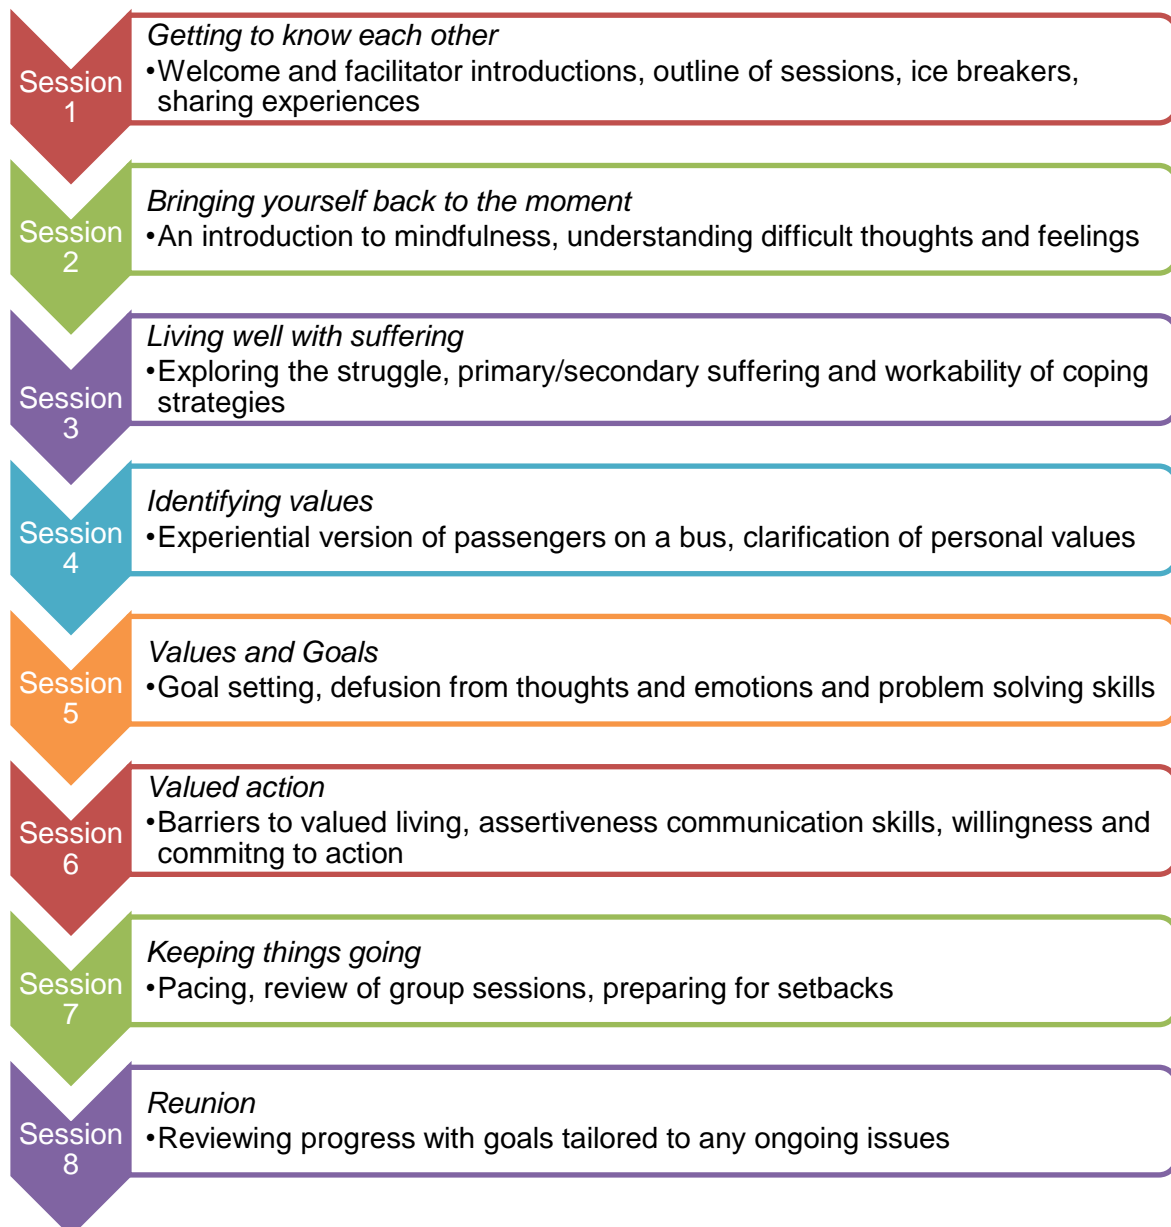 Session
1
Getting to know each other
•Welcome and facilitator introductions, outline of sessions, ice breakers,
sharing experiences
Session
2
Bringing yourself back to the moment
•An introduction to mindfulness, understanding difficult thoughts and feelings
Session
3
Living well with suffering
•Exploring the struggle, primary/secondary suffering and workability of coping
strategies
Session
4
Identifying values
•Experiential version of passengers on a bus, clarification of personal values
Session
5
Values and Goals
•Goal setting, defusion from thoughts and emotions and problem solving skills
Session
6
Valued action
•Barriers to valued living, assertiveness communication skills, willingness and
commitng to action
Session
7
Keeping things going
•Pacing, review of group sessions, preparing for setbacks
Session
8
Reunion
•Reviewing progress with goals tailored to any ongoing issues